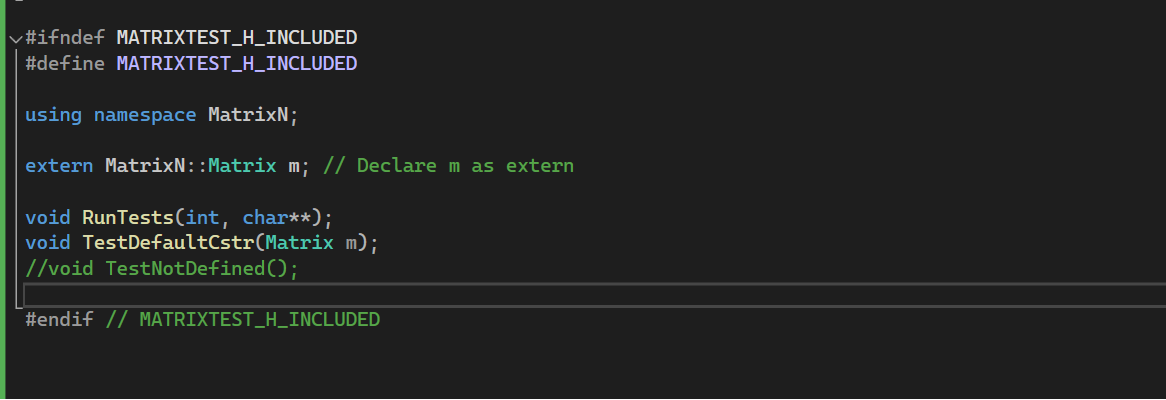 #ifndef MATRIXTEST_H_INCLUDED
#define MATRIXTEST_H_INCLUDED
using namespace MatrixN;
extern MatrixN::Matrix m; // Declare m as extern
void RunTests(int, char**);
void TestDefaultCstr(Matrix m);
//void TestNotDefined();
#endif // MATRIXTEST_H_INCLUDED